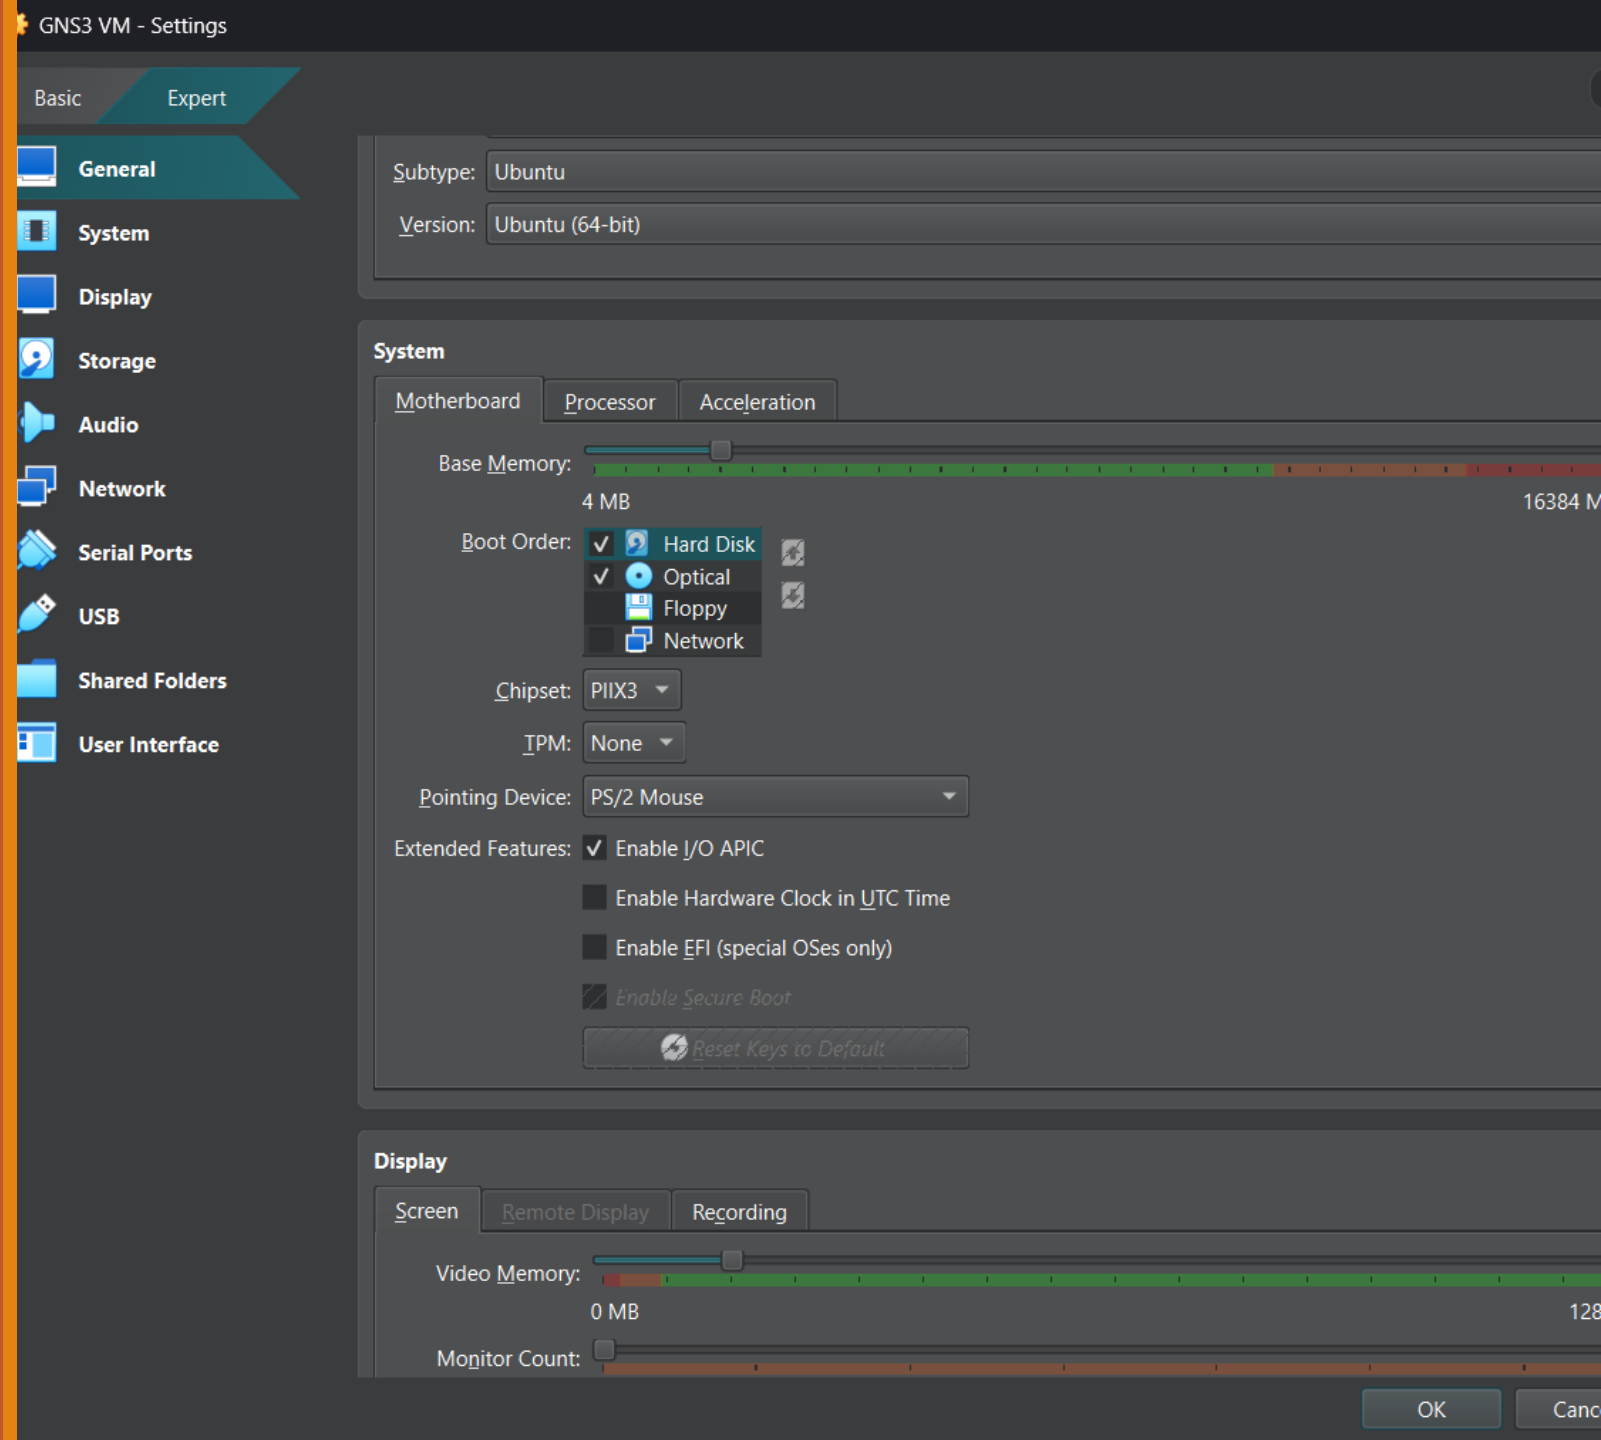 GNS3 VM - Settings
Basic
Expert
General
System
Display
Storage
Audio
Network
Serial Ports
USB
Shared Folders
User Interface
Subtype: Ubuntu
Version: Ubuntu (64-bit)
System
Motherboard Processor Acceleration
Base Memory:
4 MB 16384 M
Boot Order: Hard Disk
Optical
Floppy
Network
Chipset: PIIX3
TPM: None
Pointing Device: PS/2 Mouse
Extended Features: Enable I/O APIC
Enable Hardware Clock in UTC Time
Enable EFI (special OSes only)
Enable Secure Boot
Reset Keys to Default
Display
Screen Remote Display Recording
Video Memory:
0 MB 128
Monitor Count:
OK Canc